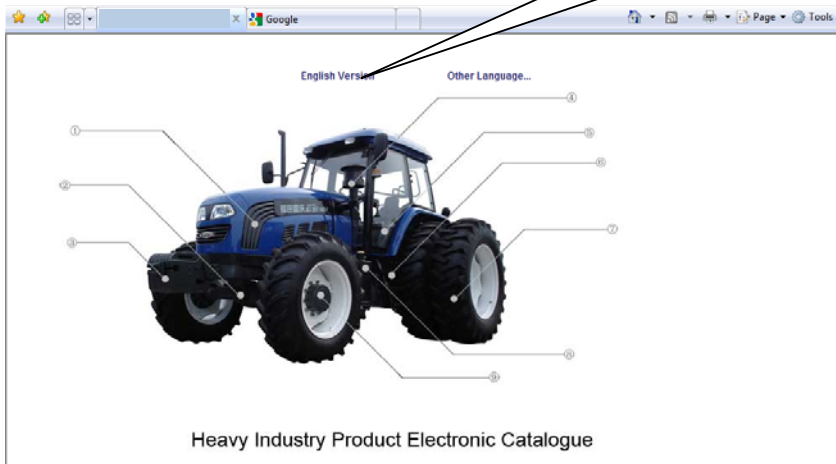 Google
Page
Tools
English Version
Other Language...
①
④
⑤
②
⑥
⑦
③
⑧
⑨
Heavy Industry Product Electronic Catalogue